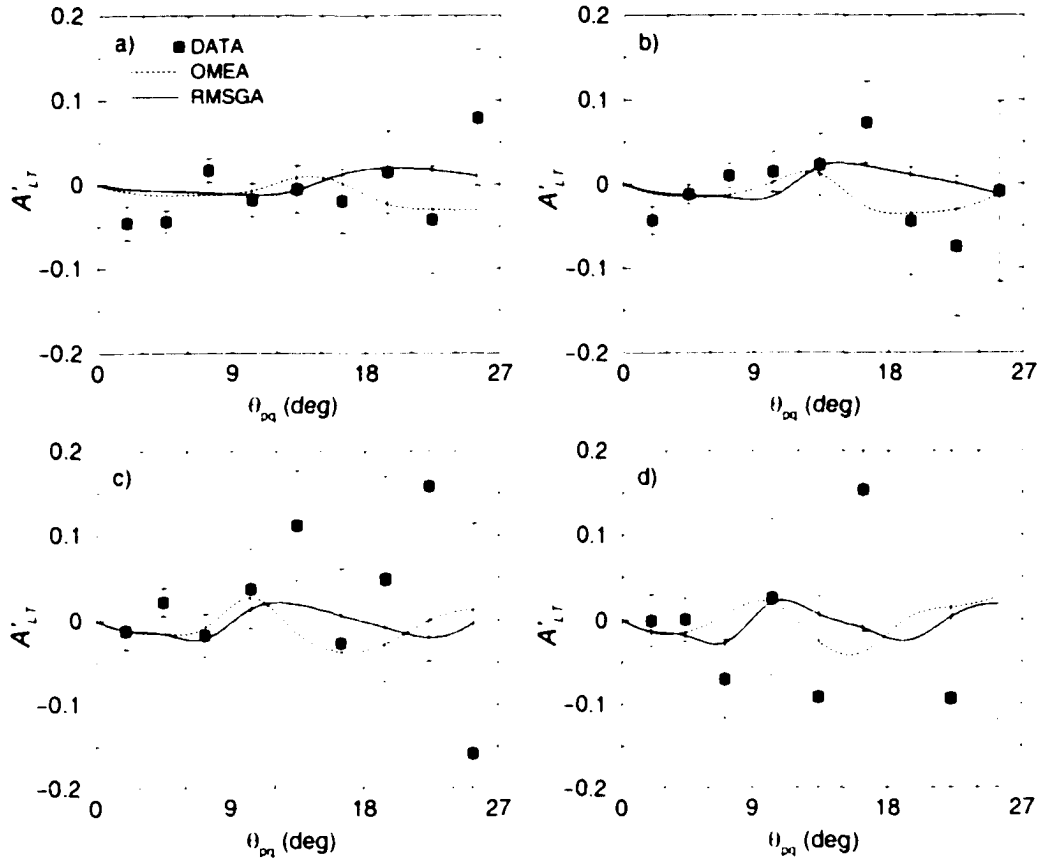 0.2
0.1
0
−0.1
−0.2
A'LT
a)
DATA
OMEA
RMSGA
0 9 18 27
θpq (deg)
0.2
0.1
0
−0.1
−0.2
A'LT
b)
0 9 18 27
θpq (deg)
0.2
0.1
0
−0.1
−0.2
A'LT
c)
0 9 18 27
θpq (deg)
0.2
0.1
0
−0.1
−0.2
A'LT
d)
0 9 18 27
θpq (deg)